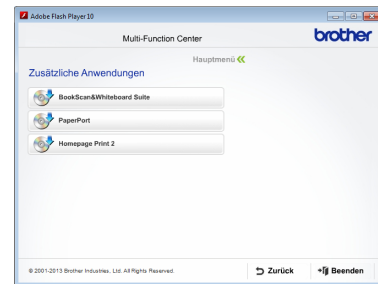 Adobe Flash Player 10
Multi-Function Center
brother
Hauptmenü
Zusätzliche Anwendungen
BookScan&Whiteboard Suite
PaperPort
Homepage Print 2
© 2001-2013 Brother Industries, Ltd. All Rights Reserved.
Zurück
Beenden